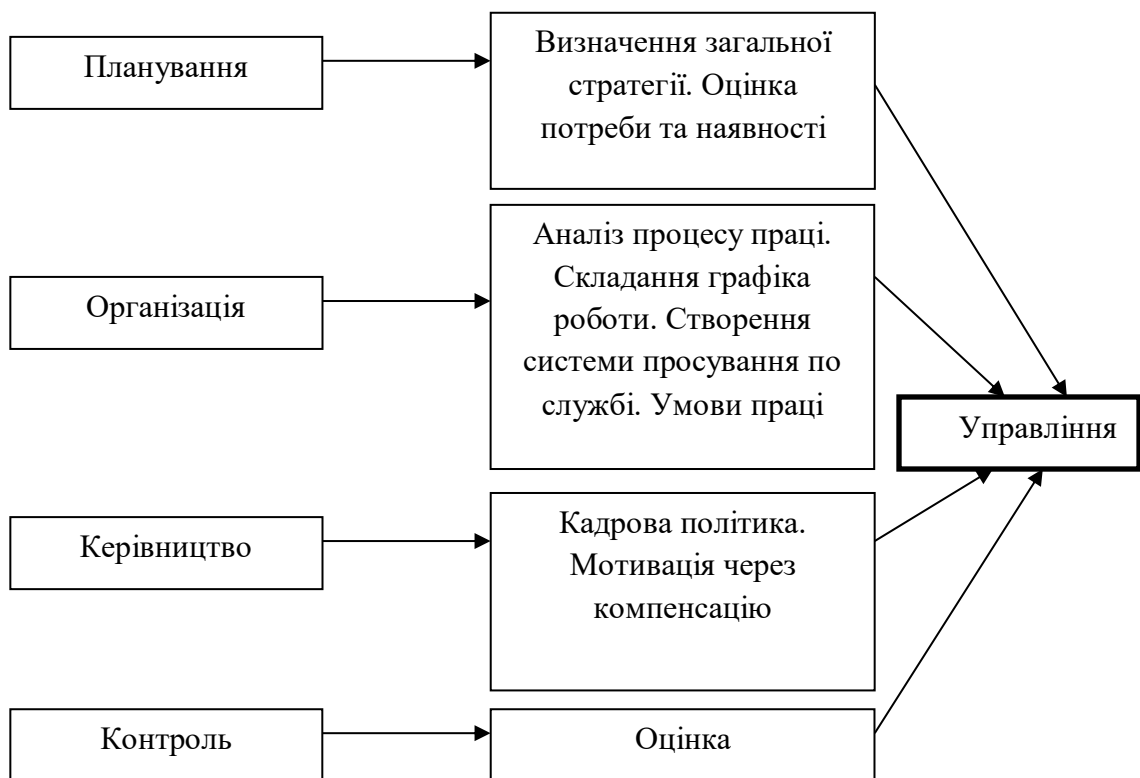 Планування
Визначення загальної
стратегії. Оцінка
потреби та наявності
Організація
Аналіз процесу праці.
Складання графіка
роботи. Створення
системи просування по
службі. Умови праці
Управління
Керівництво
Кадрова політика.
Мотивація через
компенсацію
Контроль
Оцінка